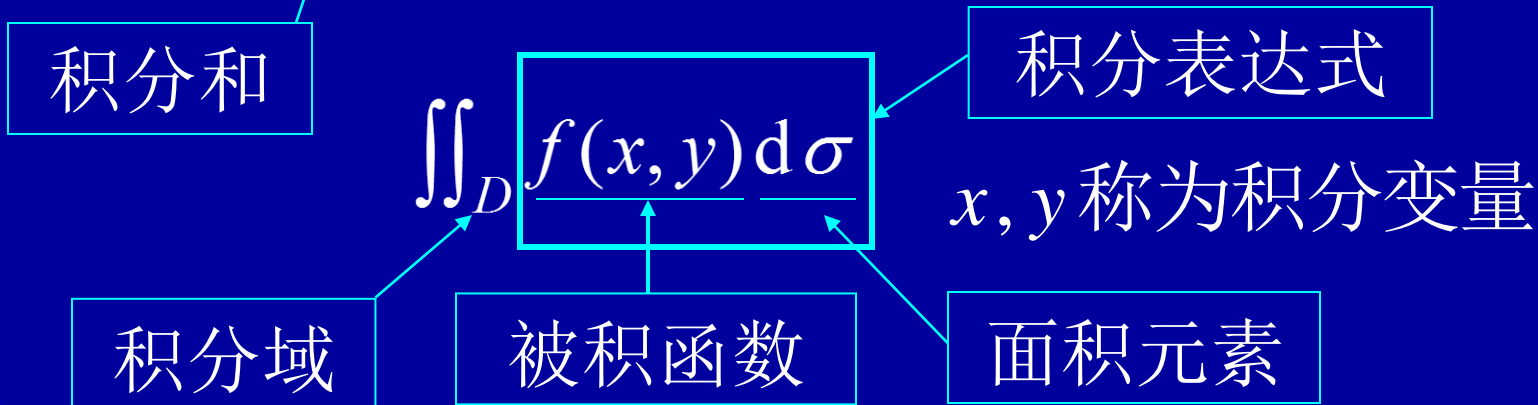 积分和
积分表达式
∬_D f(x, y) dσ
x, y 称为积分变量
积分域
被积函数
面积元素